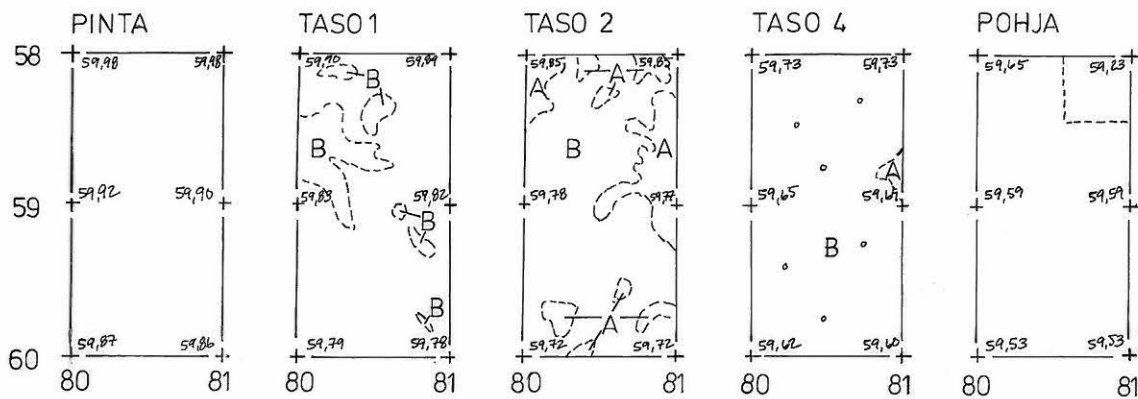 PINTA TASO 1 TASO 2 TASO 4 POHJA
58 59,98 59,98 59,90 59,89 59,85 59,85 59,73 59,73 59,65 59,23
B A A
B B A A
59 59,92 59,90 59,83 59,82 59,78 59,77 59,65 59,65 59,59 59,59
B B
B A
60 59,87 59,86 59,79 59,78 59,72 59,72 59,62 59,60 59,53 59,53
80 81 80 81 80 81 80 81 80 81